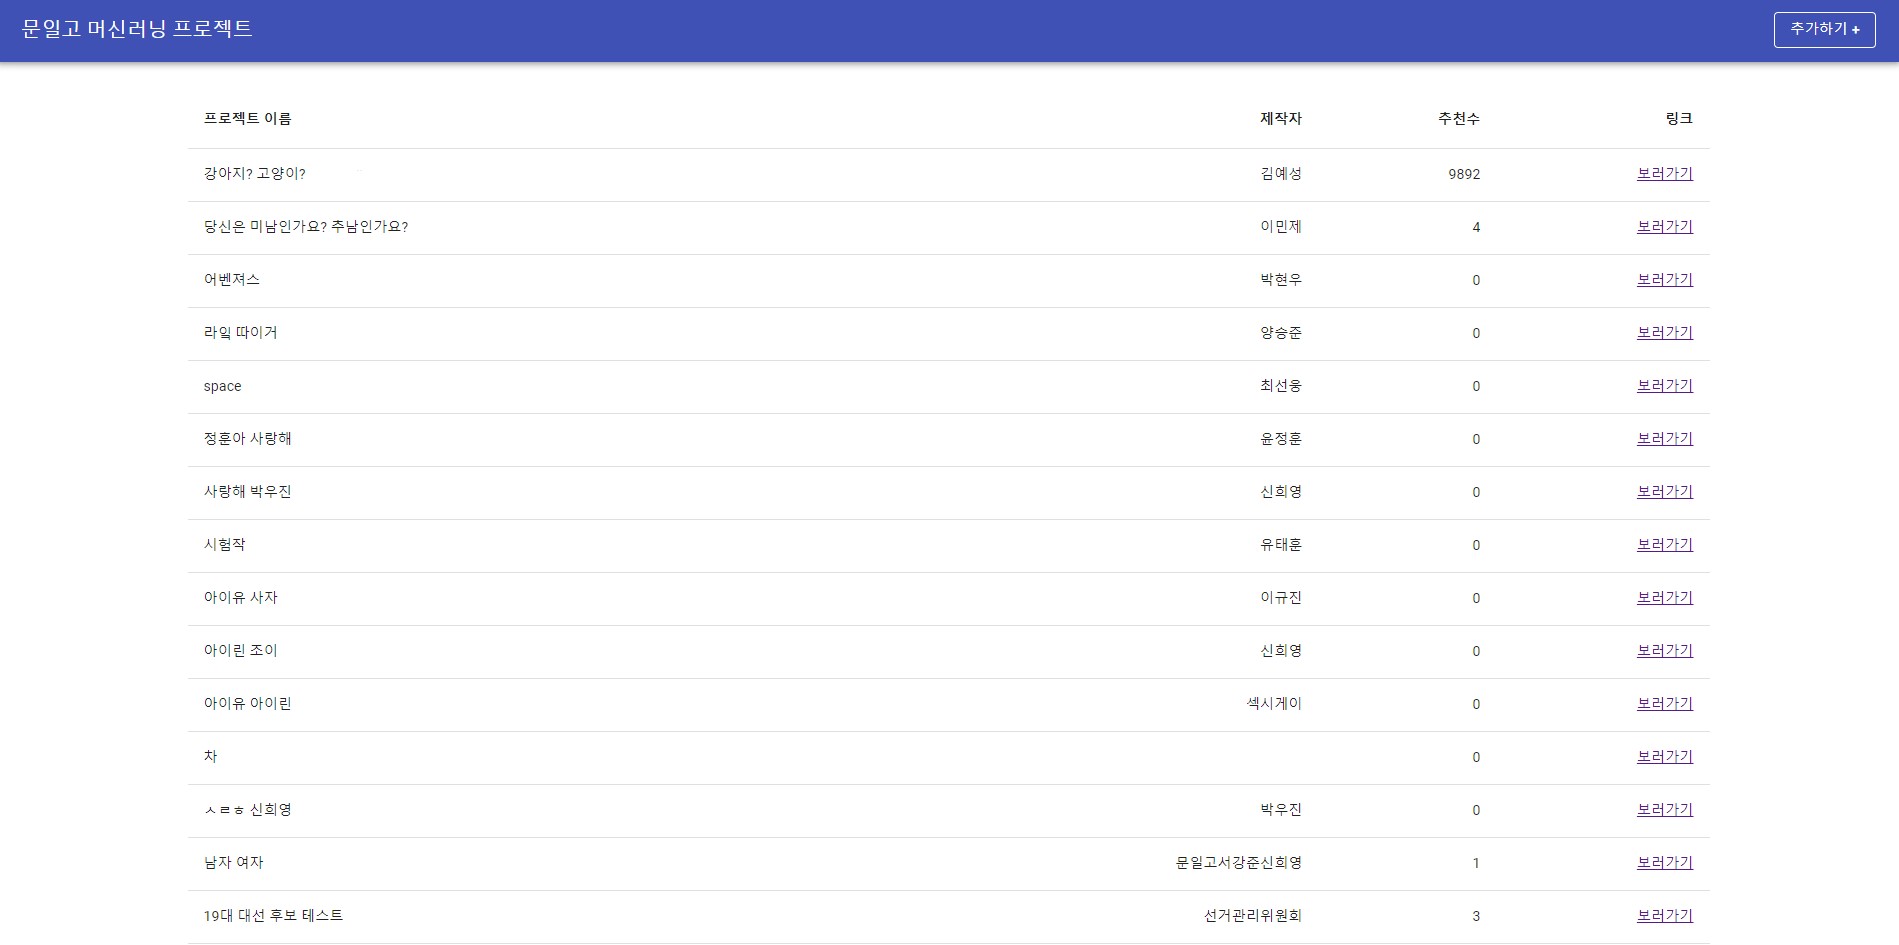 문일고 머신러닝 프로젝트 추가하기 +
프로젝트 이름 제작자 추천수 링크
강아지? 고양이? 김예성 9892 보러가기
당신은 미남인가요? 추남인가요? 이민제 4 보러가기
어벤져스 박현우 0 보러가기
라잌 따이거 양승준 0 보러가기
space 최선웅 0 보러가기
정훈아 사랑해 윤정훈 0 보러가기
사랑해 박우진 신희영 0 보러가기
시험작 유태훈 0 보러가기
아이유 사자 이규진 0 보러가기
아이린 조이 신희영 0 보러가기
아이유 아이린 섹시게이 0 보러가기
차 0 보러가기
ㅅㄹㅎ 신희영 박우진 0 보러가기
남자 여자 문일고서강준신희영 1 보러가기
19대 대선 후보 테스트 선거관리위원회 3 보러가기